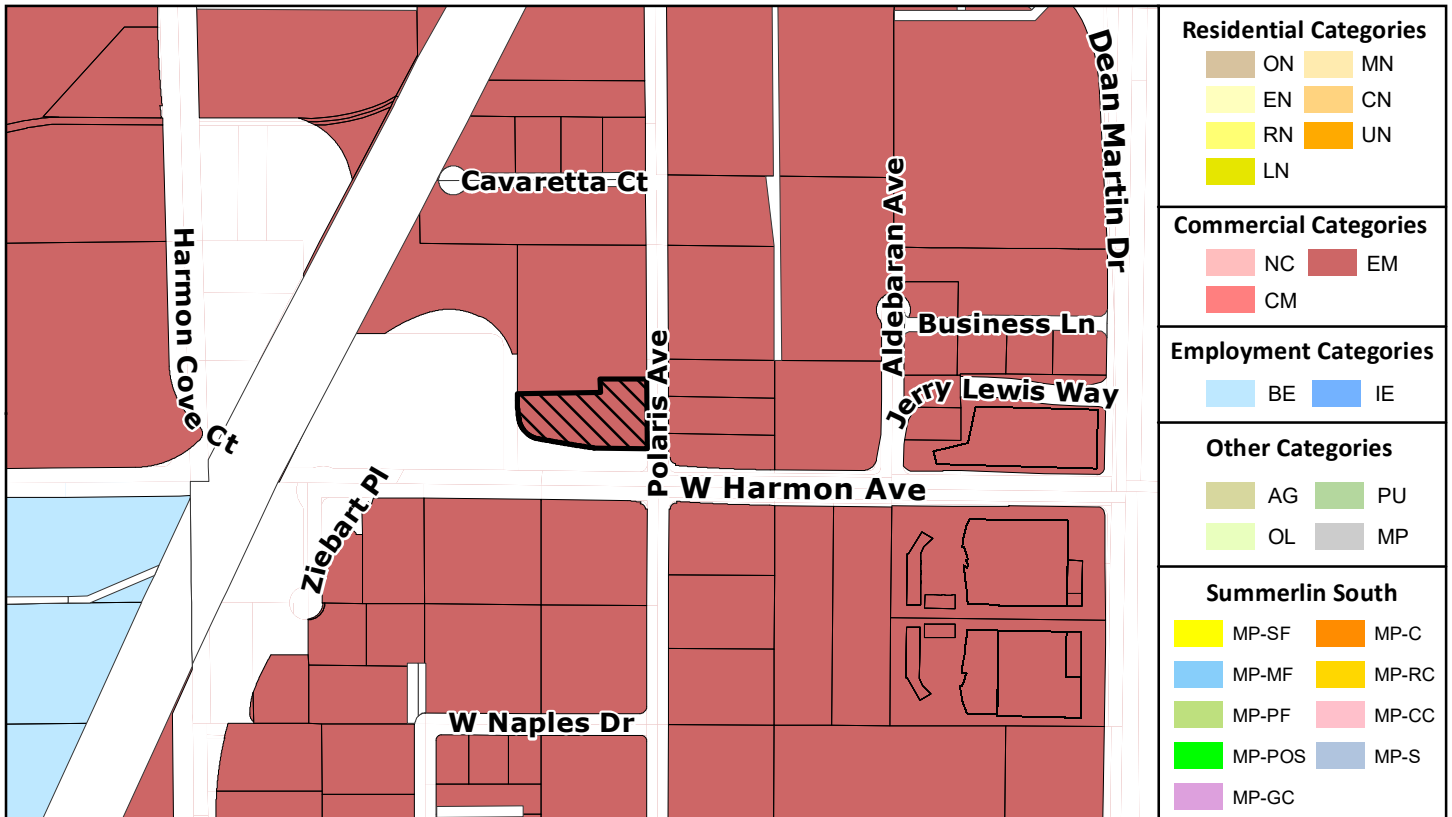 Dean Martin Dr
Cavaretta Ct
Aldebaran Ave
Harmon Cove Ct
Business Ln
Polaris Ave
Jerry Lewis Way
Ziebart Pl
W Harmon Ave
W Naples Dr
Residential Categories
ON MN
EN CN
RN UN
LN
Commercial Categories
NC EM
CM
Employment Categories
BE IE
Other Categories
AG PU
OL MP
Summerlin South
MP-SF MP-C
MP-MF MP-RC
MP-PF MP-CC
MP-POS MP-S
MP-GC